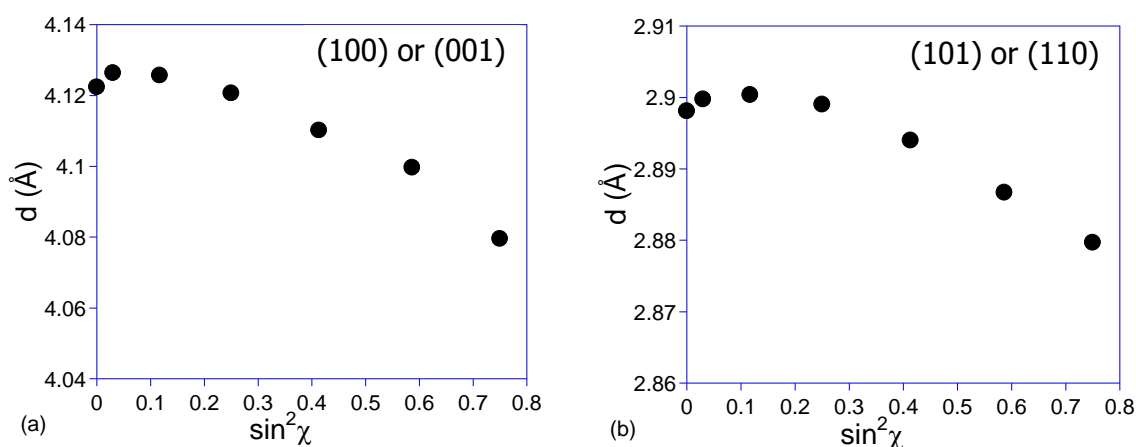 4.14
4.12
4.1
4.08
4.06
4.04
d (Å)
(100) or (001)
0 0.1 0.2 0.3 0.4 0.5 0.6 0.7 0.8
sin²χ
(a)
2.91
2.9
2.89
2.88
2.87
2.86
d (Å)
(101) or (110)
0 0.1 0.2 0.3 0.4 0.5 0.6 0.7 0.8
sin²χ
(b)